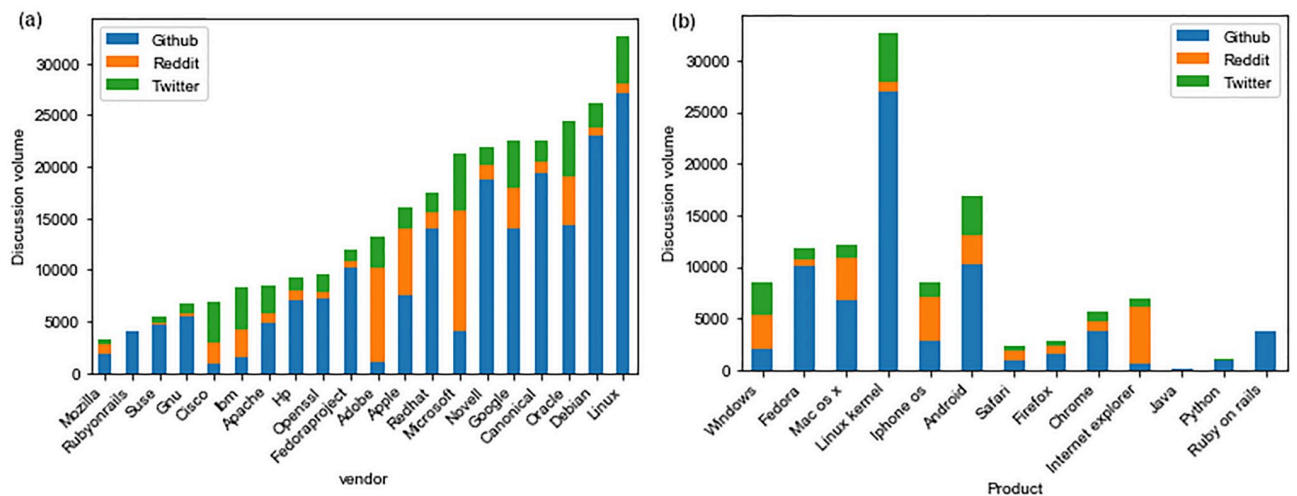 (a)
Github
Reddit
Twitter
30000
25000
20000
15000
10000
5000
0
Discussion volume
Mozilla
Rubyonrails
Suse
Gnu
Cisco
Ibm
Apache
Hp
Openssl
Fedoraproject
Adobe
Apple
Redhat
Microsoft
Novell
Google
Canonical
Oracle
Debian
Linux
vendor
(b)
Github
Reddit
Twitter
30000
25000
20000
15000
10000
5000
0
Discussion volume
Windows
Fedora
Mac os x
Linux kernel
Iphone os
Android
Safari
Firefox
Chrome
Internet explorer
Java
Python
Ruby on rails
Product